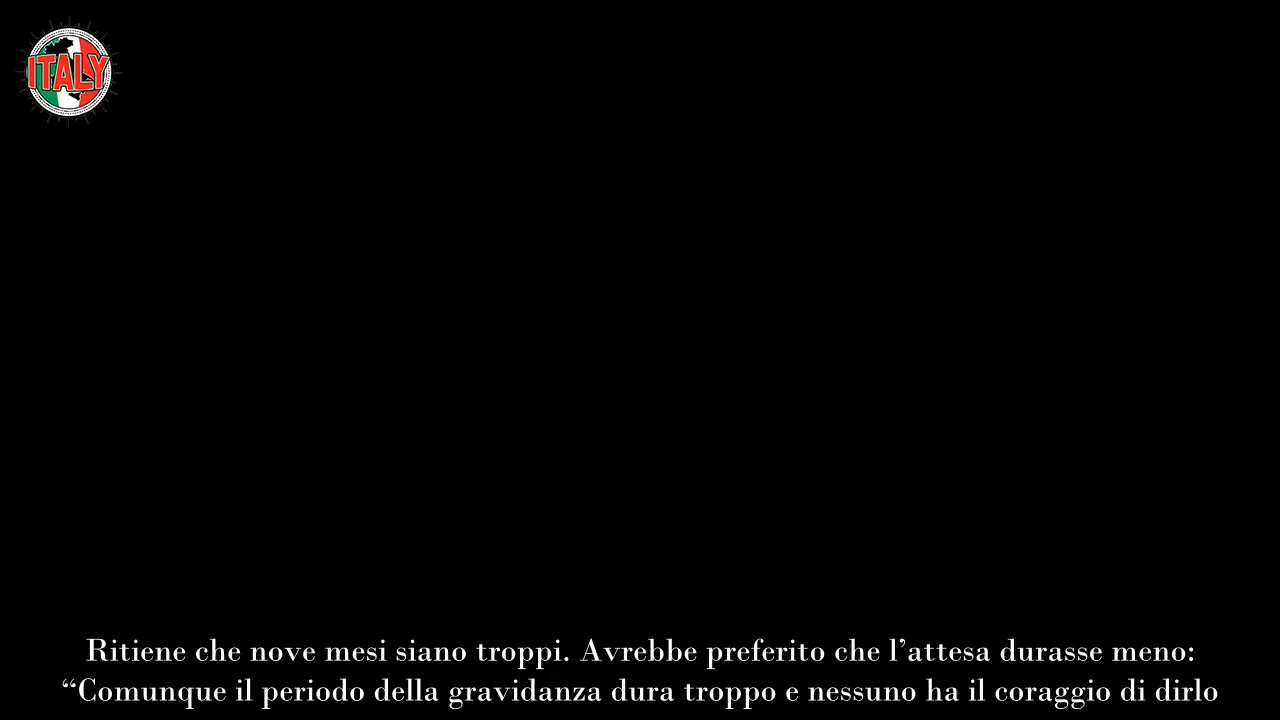 ITALY
Ritiene che nove mesi siano troppi. Avrebbe preferito che l’attesa durasse meno:
“Comunque il periodo della gravidanza dura troppo e nessuno ha il coraggio di dirlo